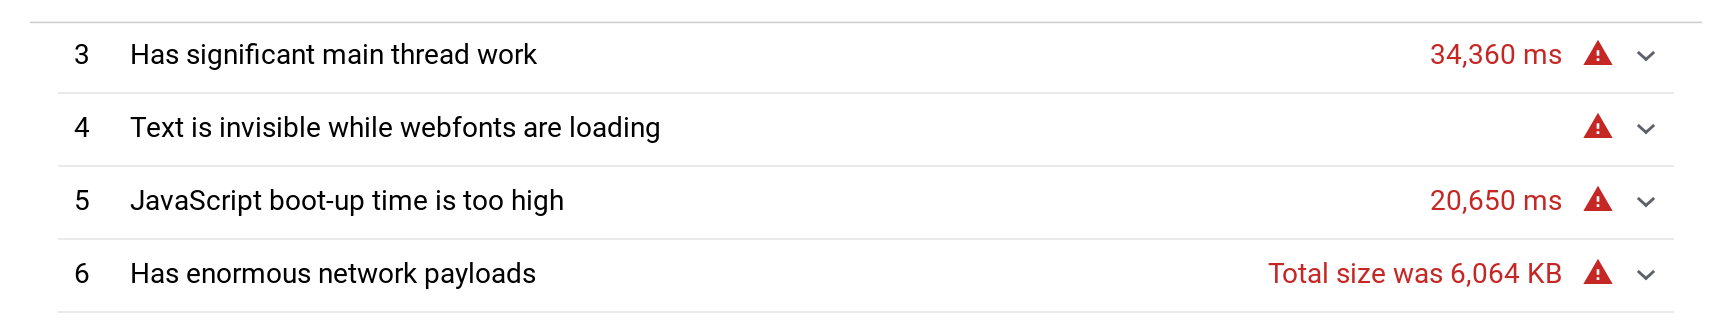 3 Has significant main thread work 34,360 ms
4 Text is invisible while webfonts are loading
5 JavaScript boot-up time is too high 20,650 ms
6 Has enormous network payloads Total size was 6,064 KB